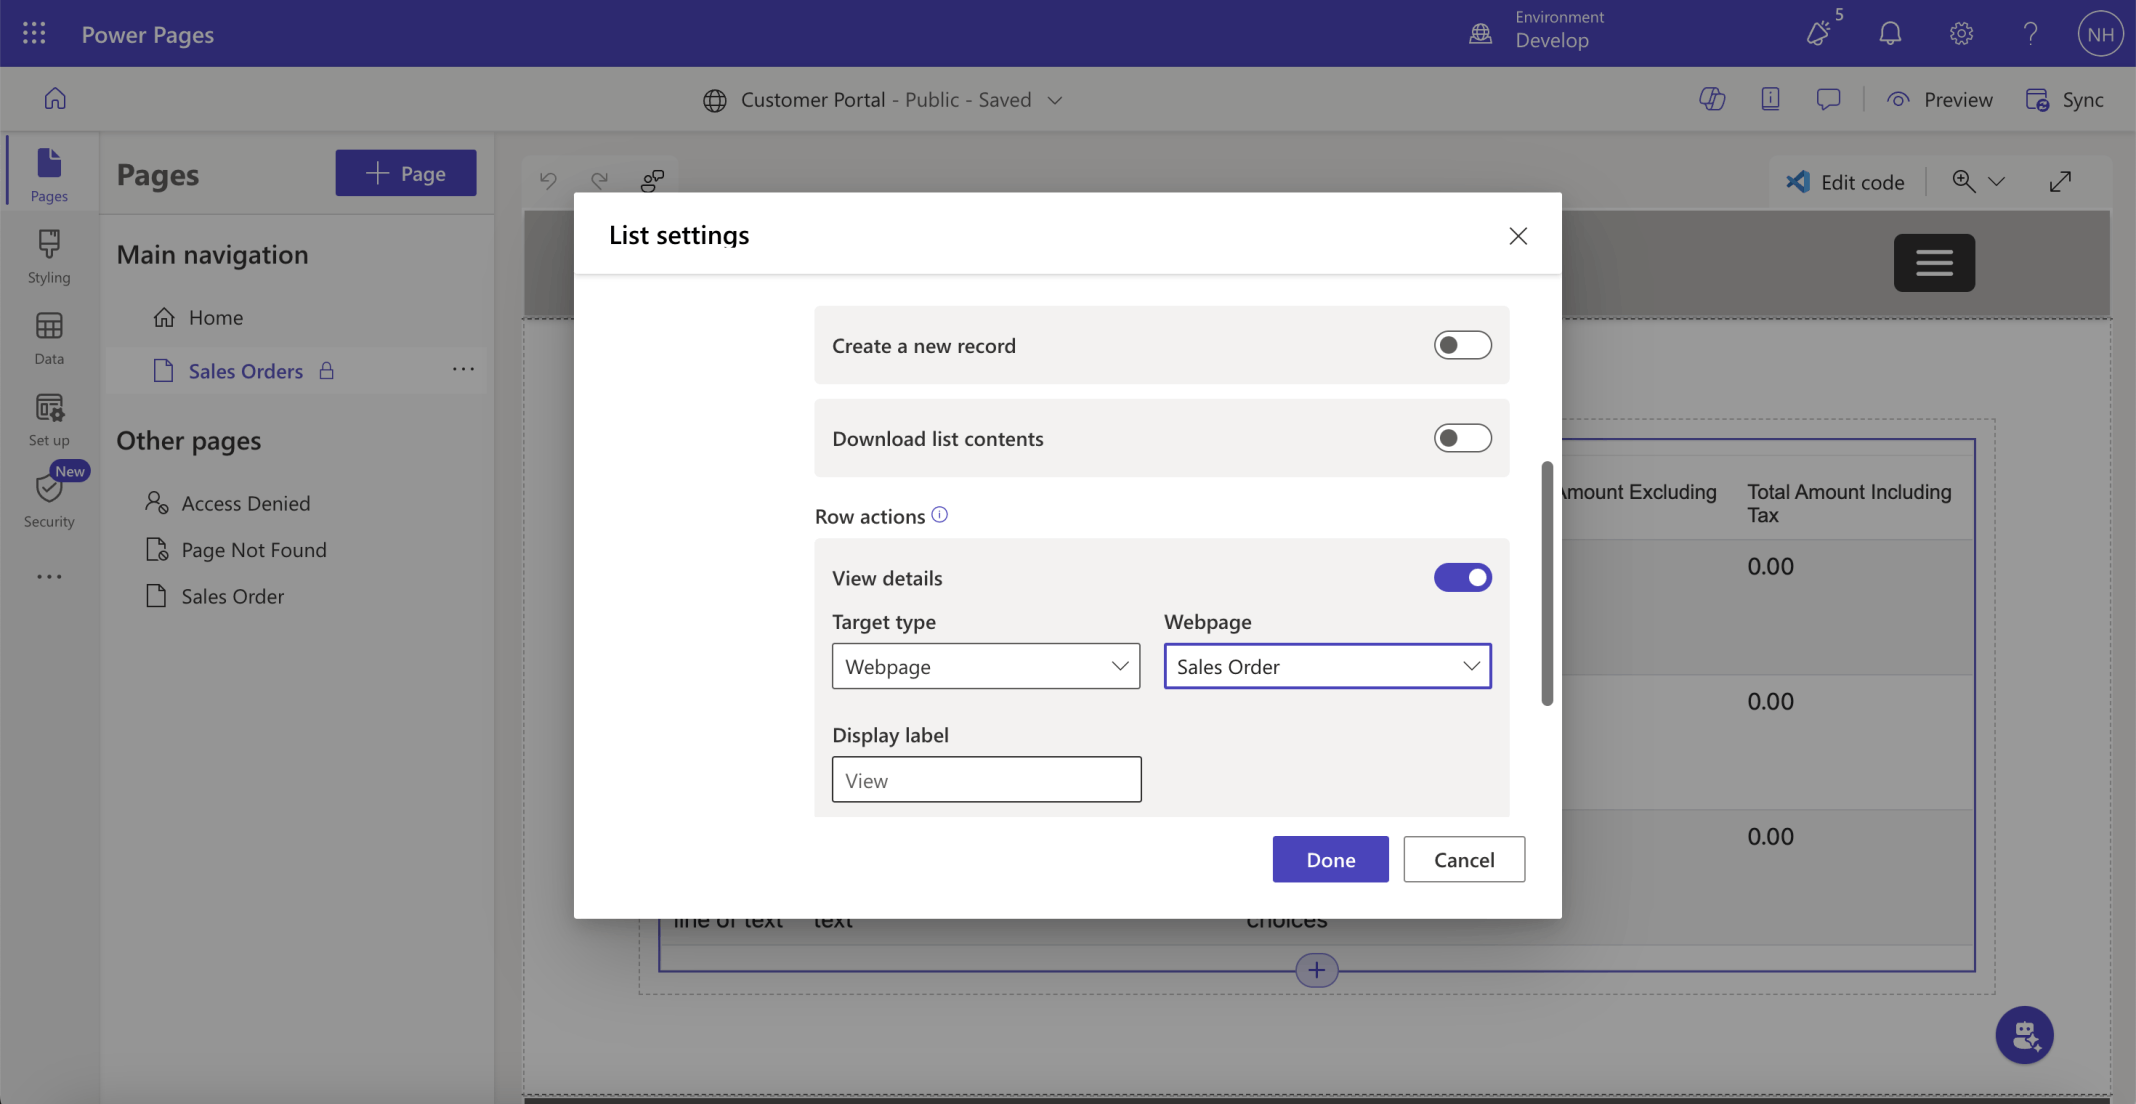 Power Pages
Environment
Develop
5
NH
Customer Portal - Public - Saved
Preview
Sync
Pages
Styling
Data
Set up
New
Security
Pages
Page
Main navigation
Home
Sales Orders
Other pages
Access Denied
Page Not Found
Sales Order
Edit code
List settings
Create a new record
Download list contents
Row actions
View details
Target type
Webpage
Webpage
Sales Order
Display label
View
Done
Cancel
Amount Excluding
Total Amount Including
Tax
0.00
0.00
0.00
line of text
text
choices